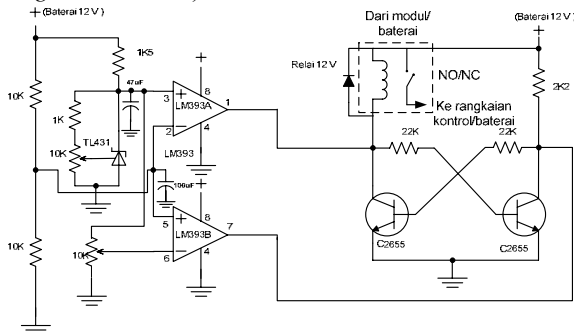 (Baterai 12 V)
Dari modul/
baterai
(Baterai 12 V)
1K5
Relai 12 V
NO/NC
2K2
10K
47uF
3
8
LM393A
1
1K
2
4
Ke rangkaian
kontrol/baterai
TL431
10K
LM393
22K
22K
100uF
8
5
LM393B
7
10K
10K
6
4
C2655
C2655